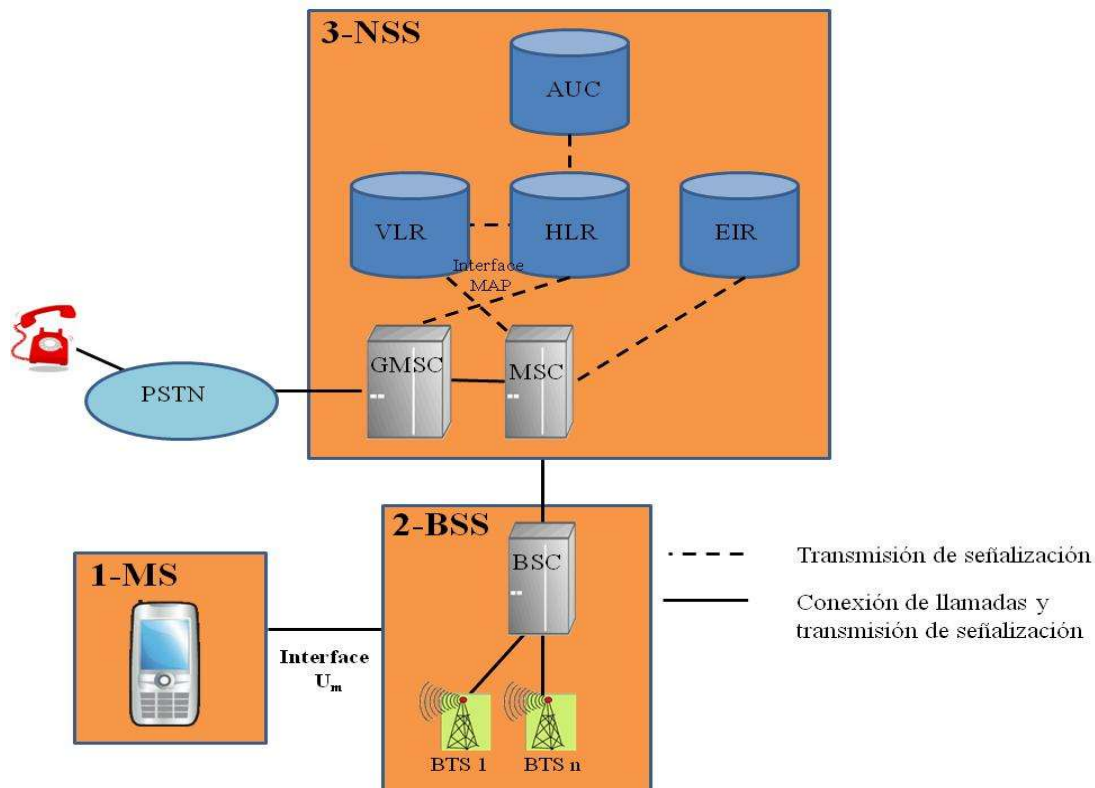 3-NSS
AUC
VLR
HLR
EIR
Interface
MAP
GMSC
MSC
PSTN
2-BSS
BSC
1-MS
Interface
Um
BTS 1
BTS n
Transmisión de señalización
Conexión de llamadas y
transmisión de señalización